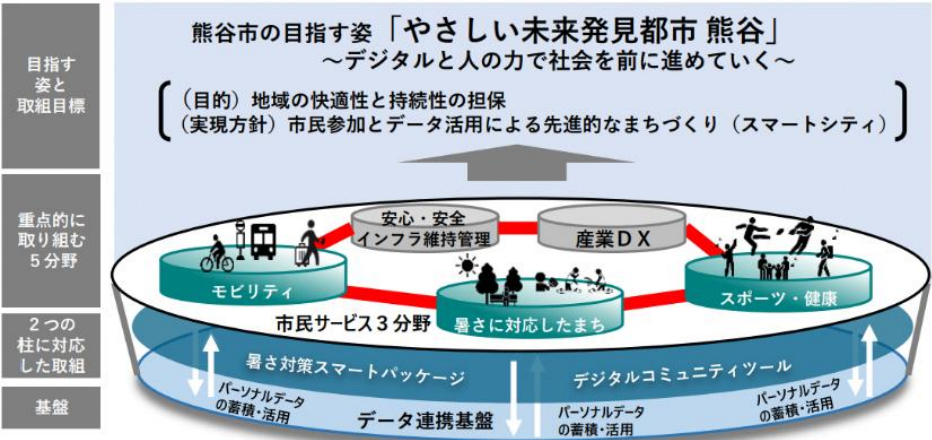 目指す
姿と
取組目標
熊谷市の目指す姿「やさしい未来発見都市 熊谷」
～デジタルと人の力で社会を前に進めていく～
（目的）地域の快適性と持続性の担保
（実現方針）市民参加とデータ活用による先進的なまちづくり（スマートシティ）
重点的に
取り組む
５分野
安心・安全
インフラ維持管理
産業ＤＸ
モビリティ
暑さに対応したまち
スポーツ・健康
市民サービス３分野
２つの
柱に対応
した取組
暑さ対策スマートパッケージ
デジタルコミュニティツール
基盤
パーソナルデータ
の蓄積・活用
データ連携基盤
パーソナルデータ
の蓄積・活用
パーソナルデータ
の蓄積・活用